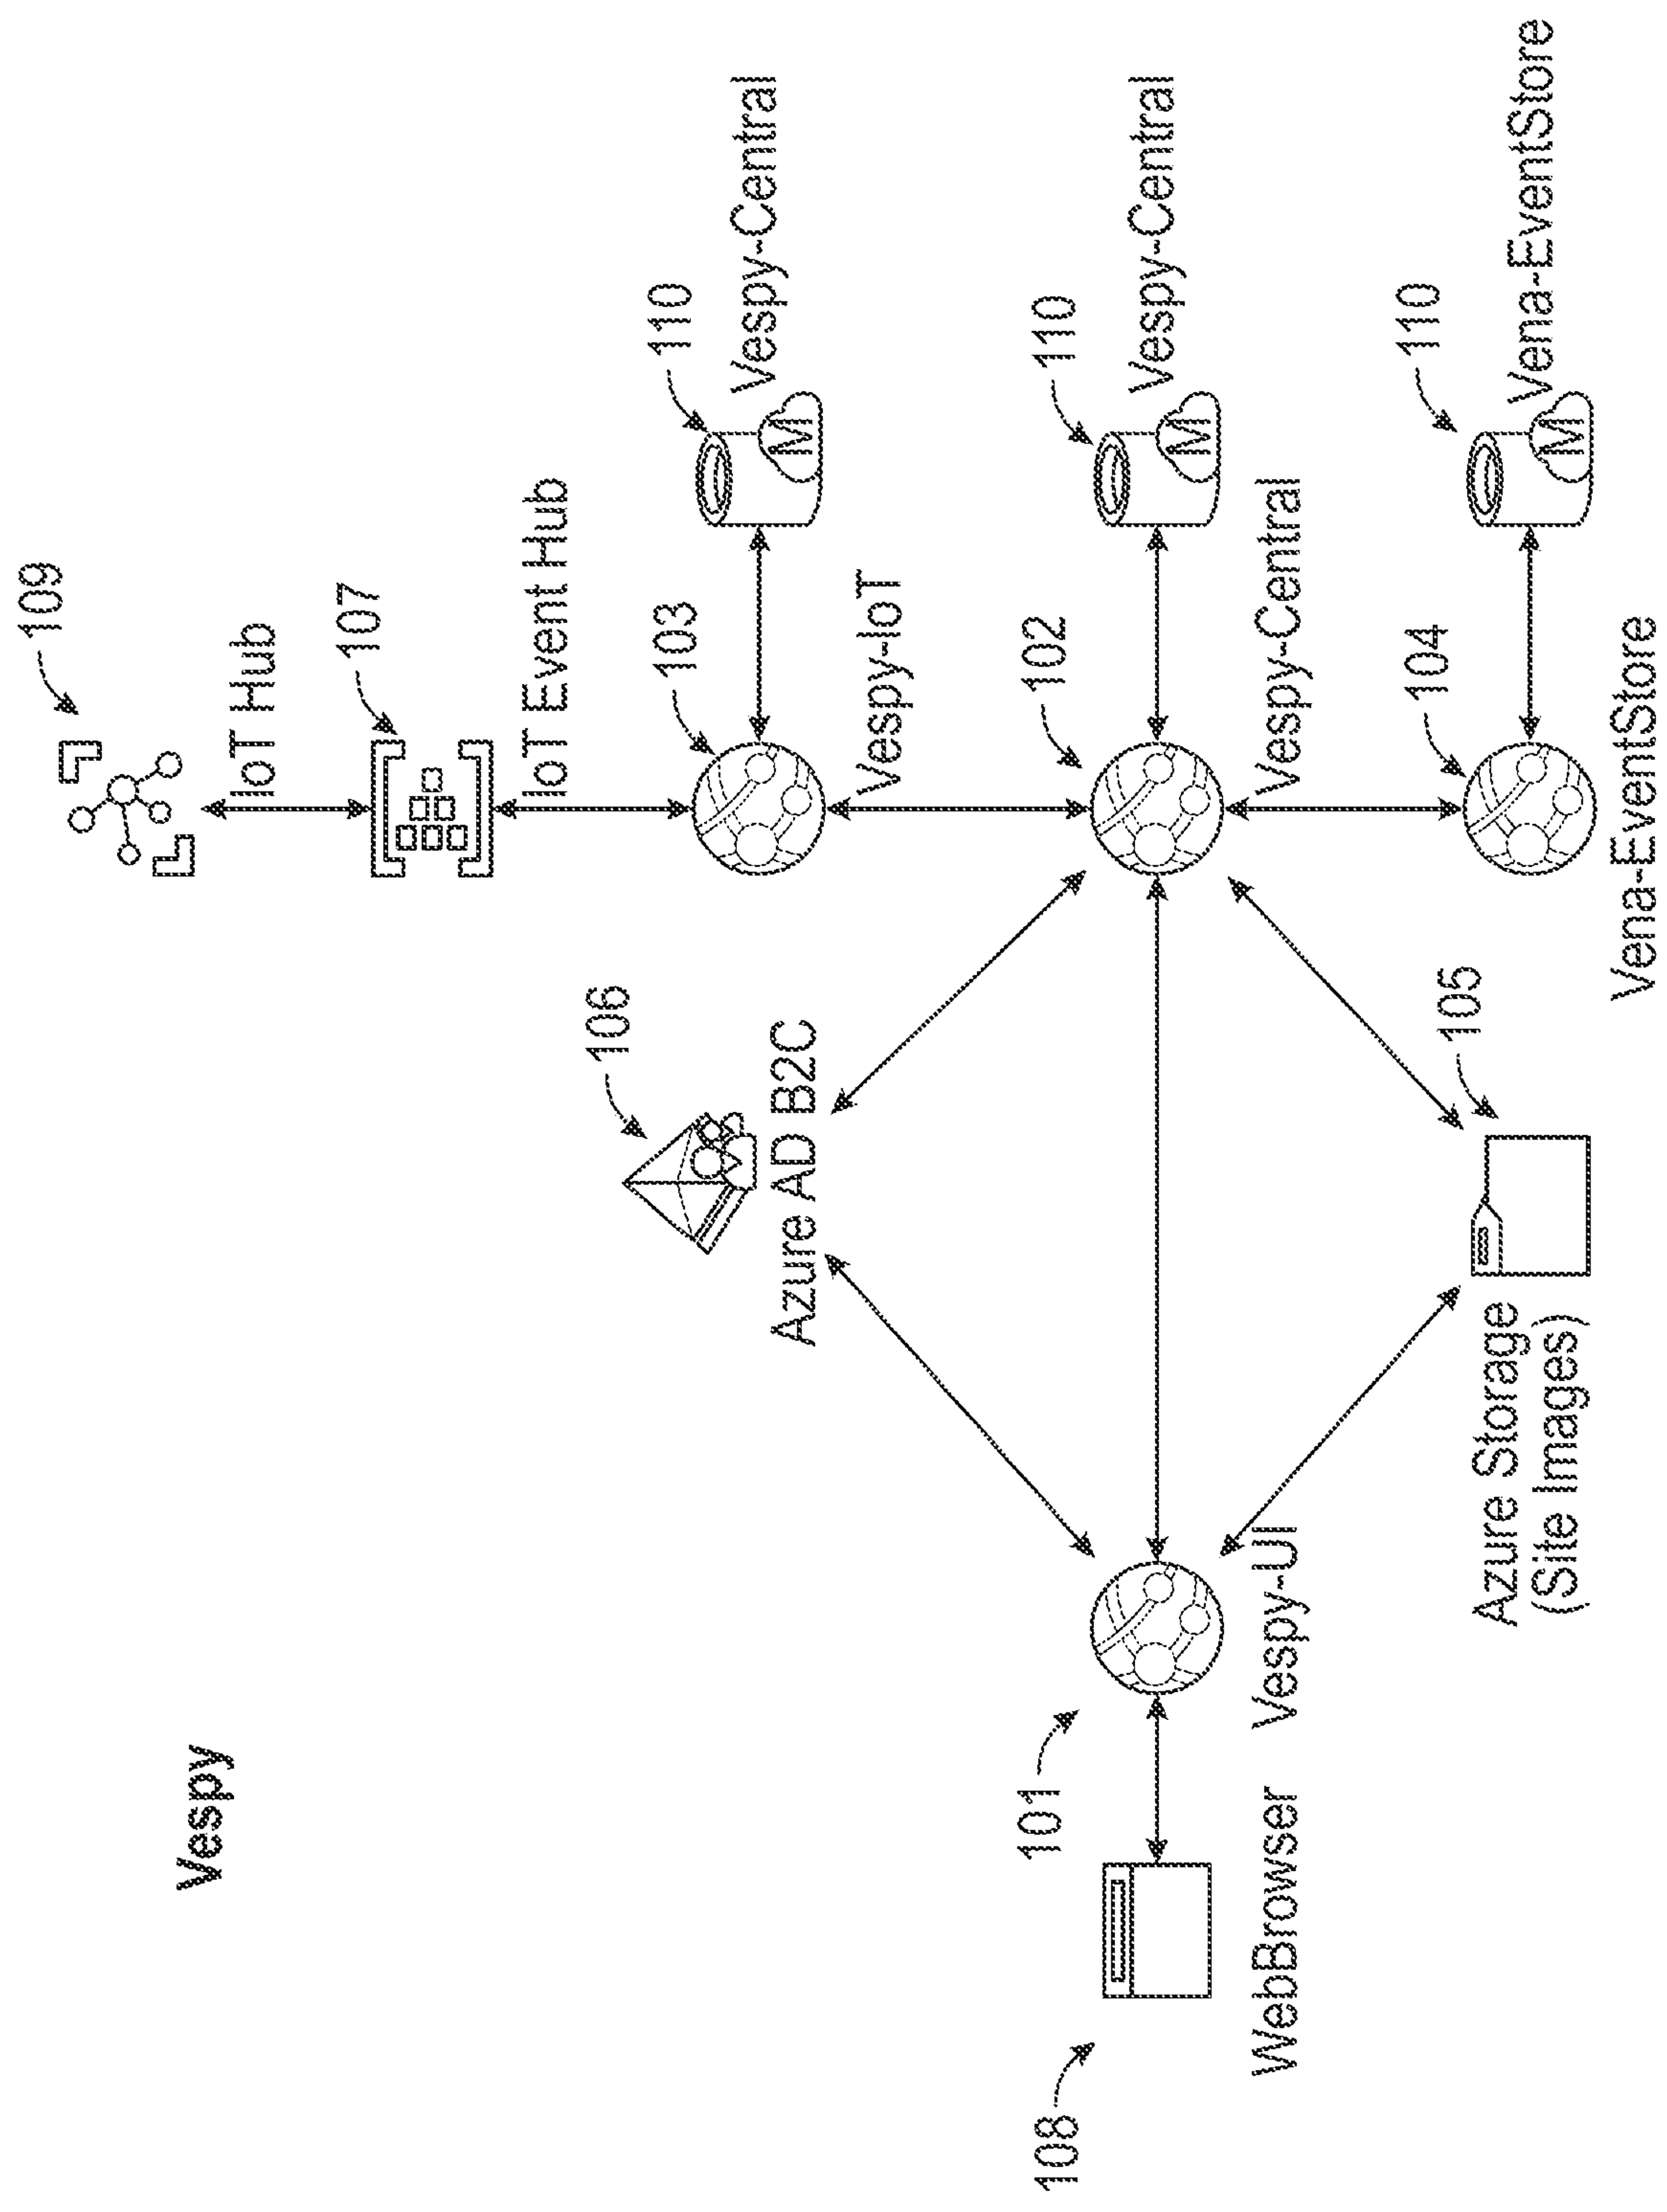 109
Vespy
IoT Hub
107
IoT Event Hub
106
103
110
M
Vespy-Central
Azure AD B2C
Vespy-IoT
108
101
102
110
M
Vespy-Central
WebBrowser
Vespy-UI
Vespy-Central
105
104
110
M
Vena-EventStore
Azure Storage
(Site Images)
Vena-EventStore